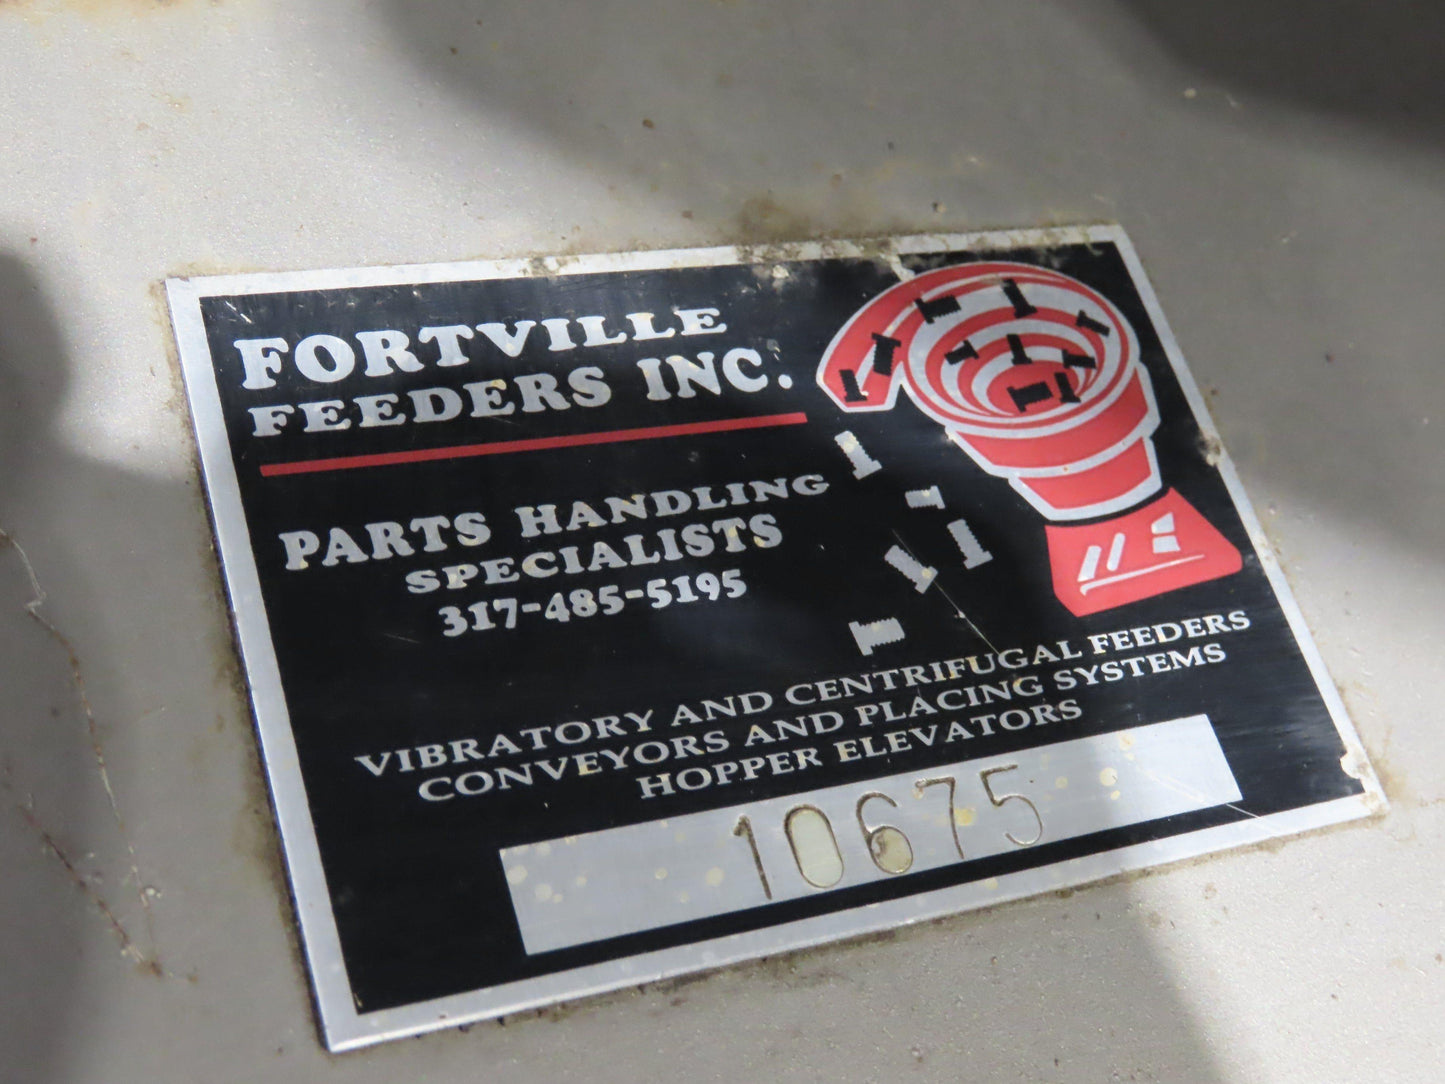 FORTVILLE
FEEDERS INC.
PARTS HANDLING
SPECIALISTS
317-485-5195
VIBRATORY AND CENTRIFUGAL FEEDERS
CONVEYORS AND PLACING SYSTEMS
HOPPER ELEVATORS
10675